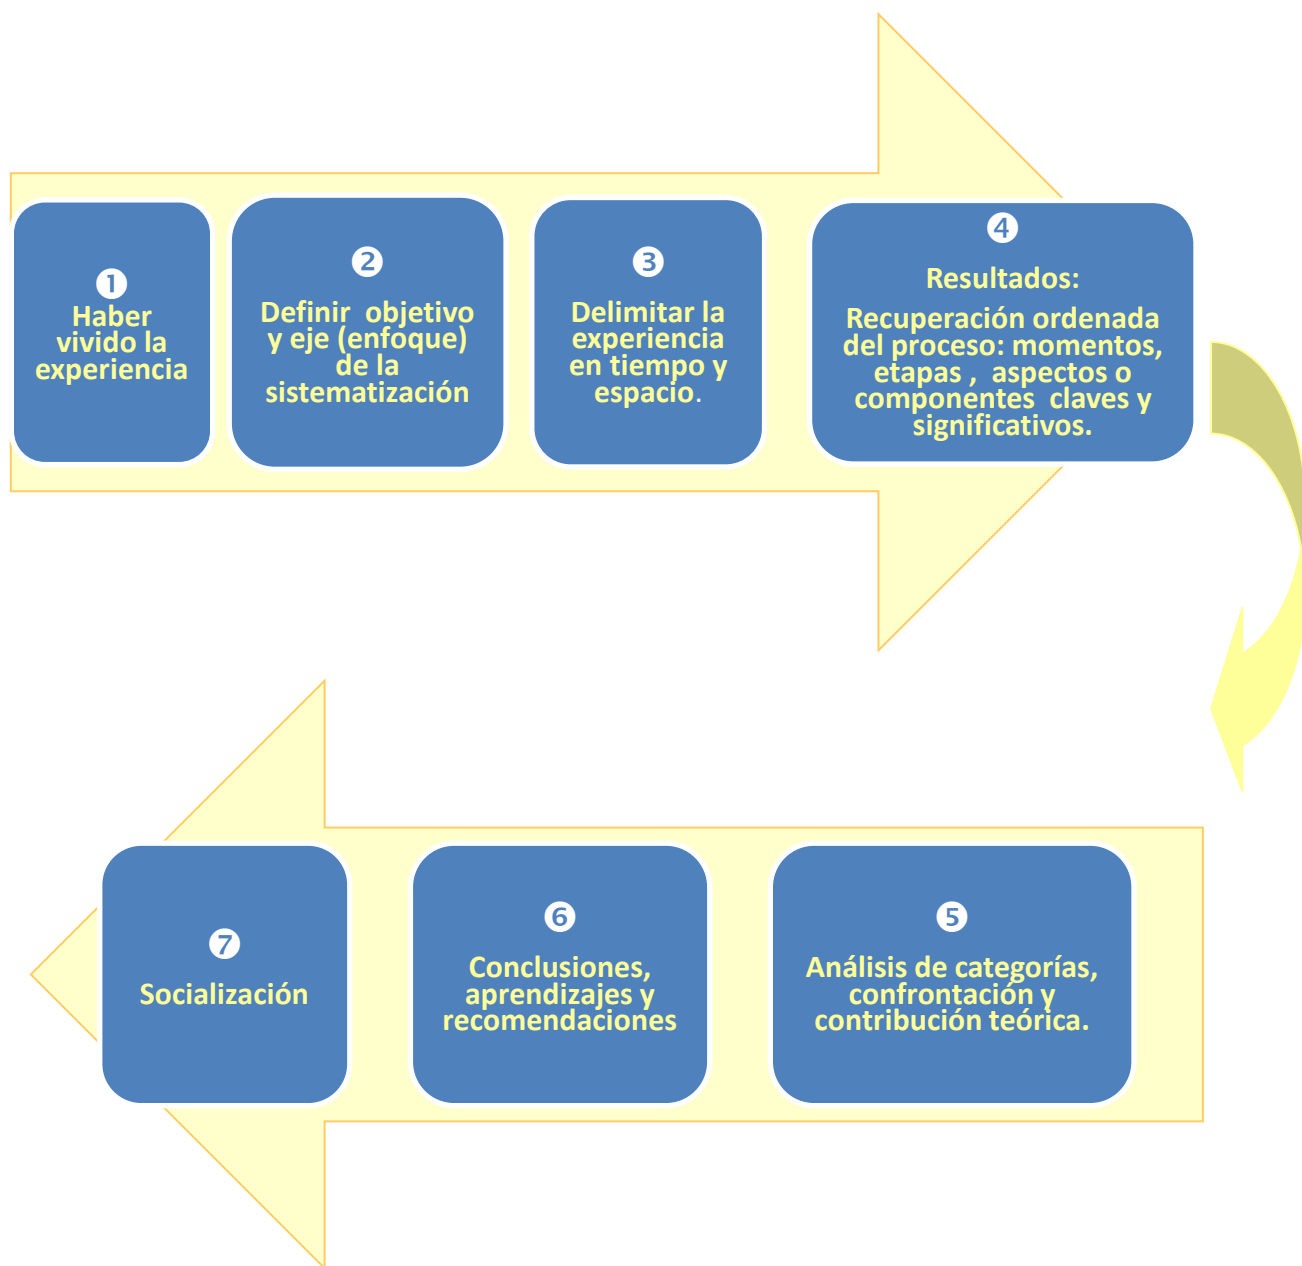 ❶
Haber
vivido la
experiencia
❷
Definir objetivo
y eje (enfoque)
de la
sistematización
❸
Delimitar la
experiencia
en tiempo y
espacio.
❹
Resultados:
Recuperación ordenada
del proceso: momentos,
etapas , aspectos o
componentes claves y
significativos.
❺
Análisis de categorías,
confrontación y
contribución teórica.
❻
Conclusiones,
aprendizajes y
recomendaciones
❼
Socialización